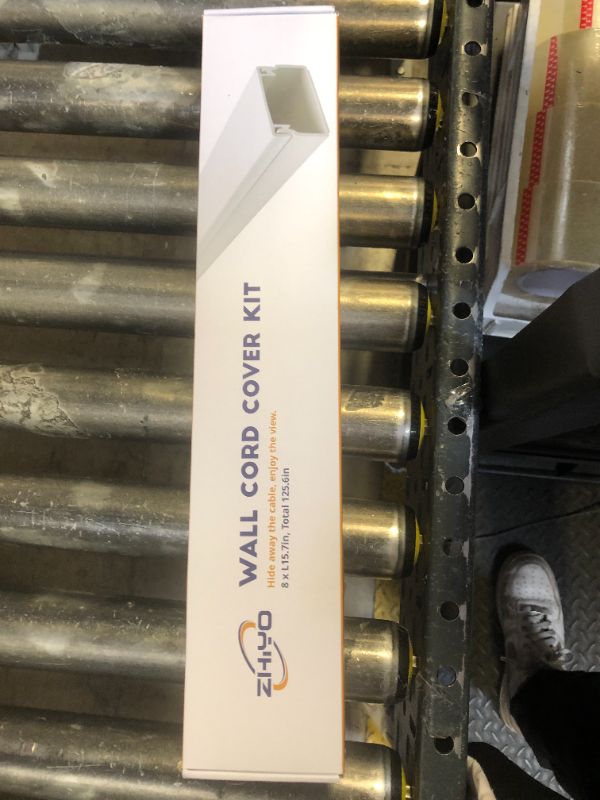 ZHIYO
WALL CORD COVER KIT
Hide away the cable, enjoy the view.
8 x L15.7in, Total 125.6in